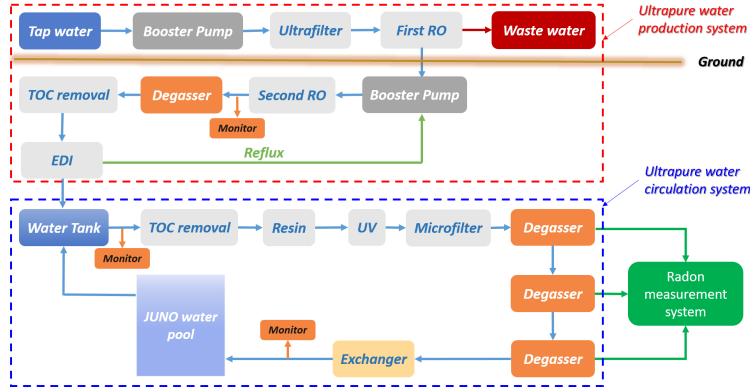 Tap water
Booster Pump
Ultrafilter
First RO
Waste water
Ultrapure water
production system
Ground
TOC removal
Degasser
Second RO
Booster Pump
Monitor
Reflux
EDI
Ultrapure water
circulation system
Water Tank
TOC removal
Resin
UV
Microfilter
Degasser
Monitor
Degasser
Radon
measurement
system
JUNO water
pool
Monitor
Exchanger
Degasser